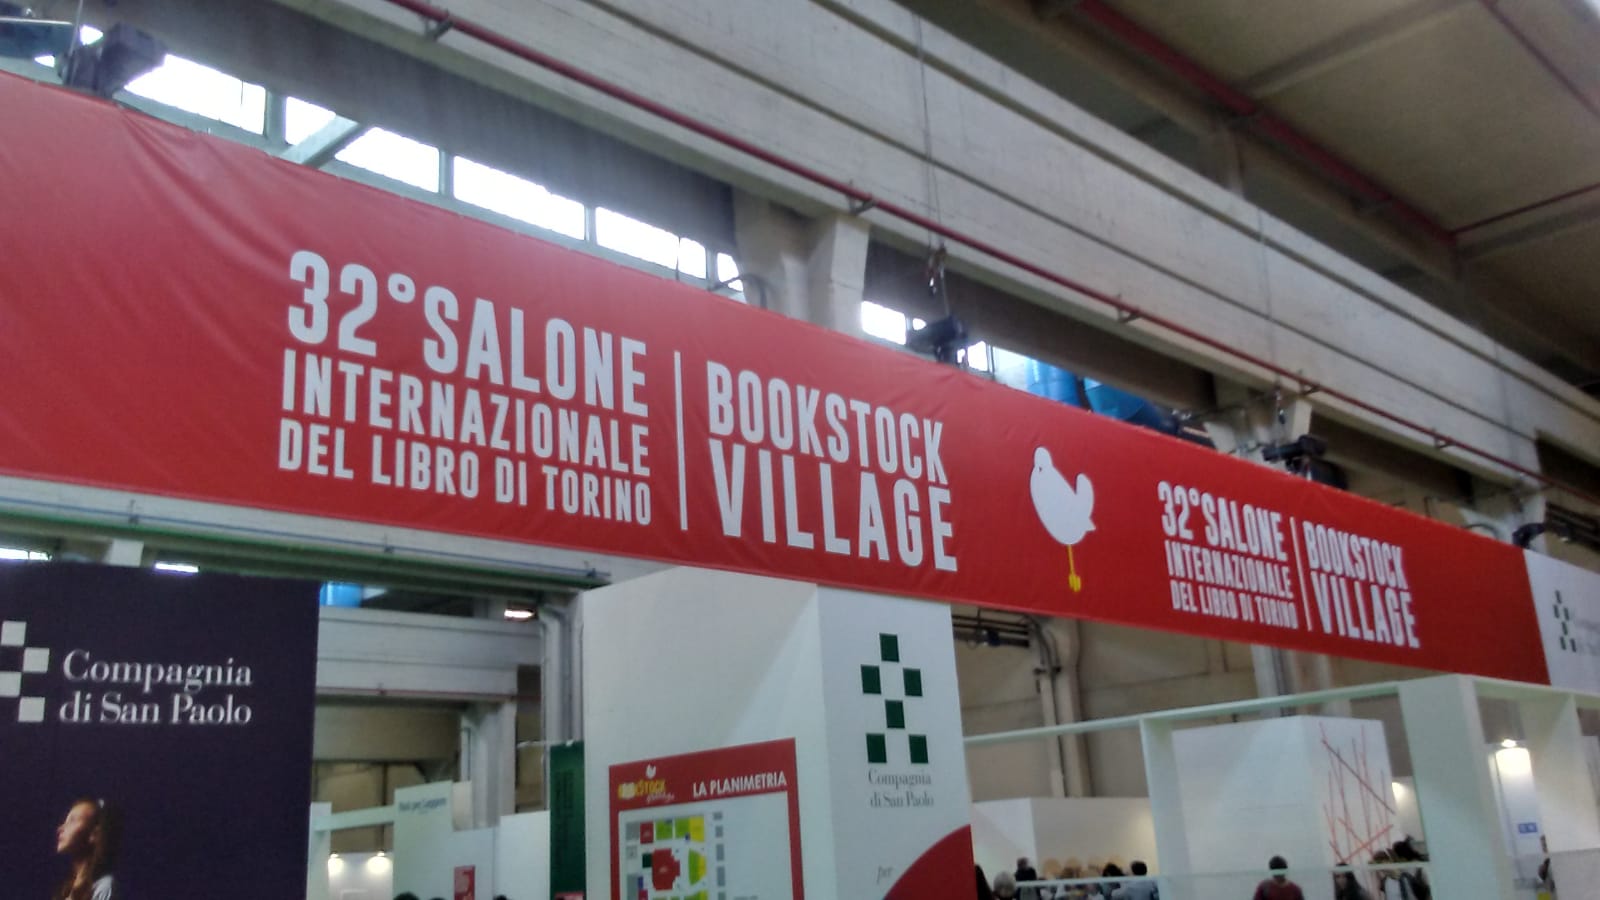 32° SALONE
INTERNAZIONALE
DEL LIBRO DI TORINO
BOOKSTOCK
VILLAGE
32° SALONE
INTERNAZIONALE
DEL LIBRO DI TORINO
BOOKSTOCK
VILLAGE
Compagnia
di San Paolo
LA PLANIMETRIA
Compagnia
di San Paolo
per